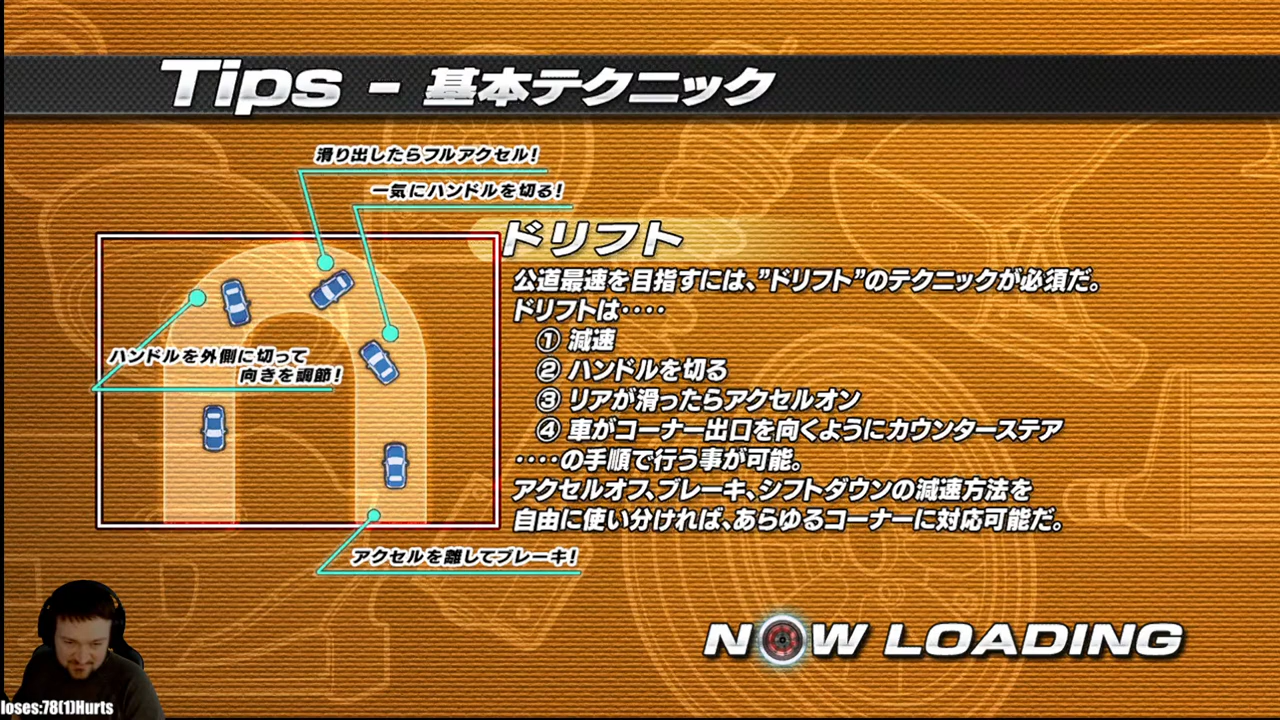 Tips - 基本テクニック
滑り出したらフルアクセル!
一気にハンドルを切る!
ドリフト
公道最速を目指すには、"ドリフト"のテクニックが必須だ。
ドリフトは‥‥
① 減速
② ハンドルを切る
③ リアが滑ったらアクセルオン
④ 車がコーナー出口を向くようにカウンターステア
‥‥の手順で行う事が可能。
アクセルオフ、ブレーキ、シフトダウンの減速方法を
自由に使い分ければ、あらゆるコーナーに対応可能だ。
ハンドルを外側に切って
向きを調節!
アクセルを離してブレーキ!
NOW LOADING
loses:78(1)Hurts